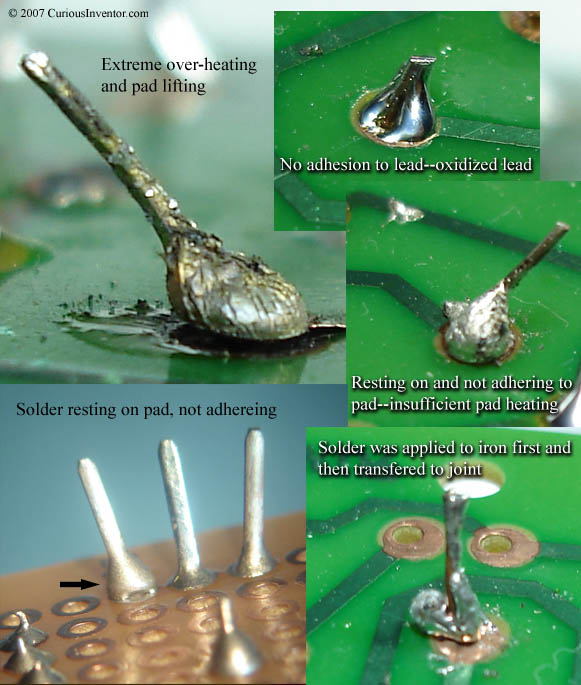 © 2007 CuriousInventor.com
Extreme over-heating
and pad lifting
No adhesion to lead--oxidized lead
Resting on and not adhering to
pad--insufficient pad heating
Solder resting on pad, not adhereing
Solder was applied to iron first and
then transfered to joint